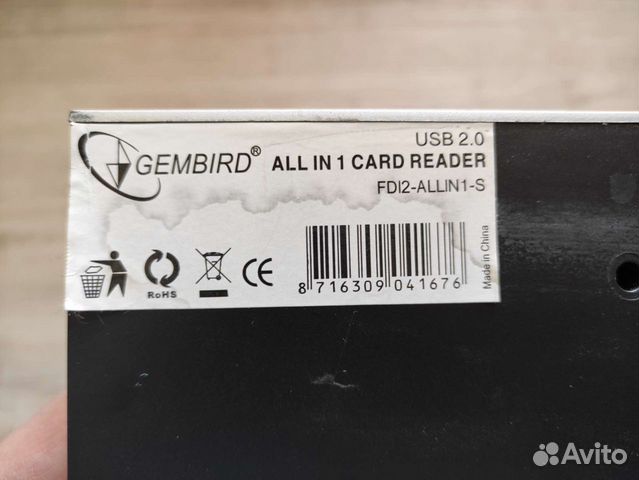 GEMBIRD®
USB 2.0
ALL IN 1 CARD READER
FDI2-ALLIN1-S
RoHS
CE
8 716309 041676
Made in China
Avito